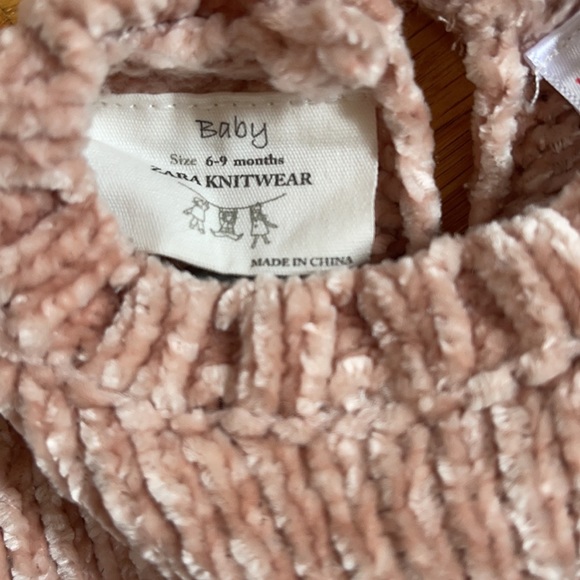 Baby
Size 6-9 months
ZARA KNITWEAR
MADE IN CHINA